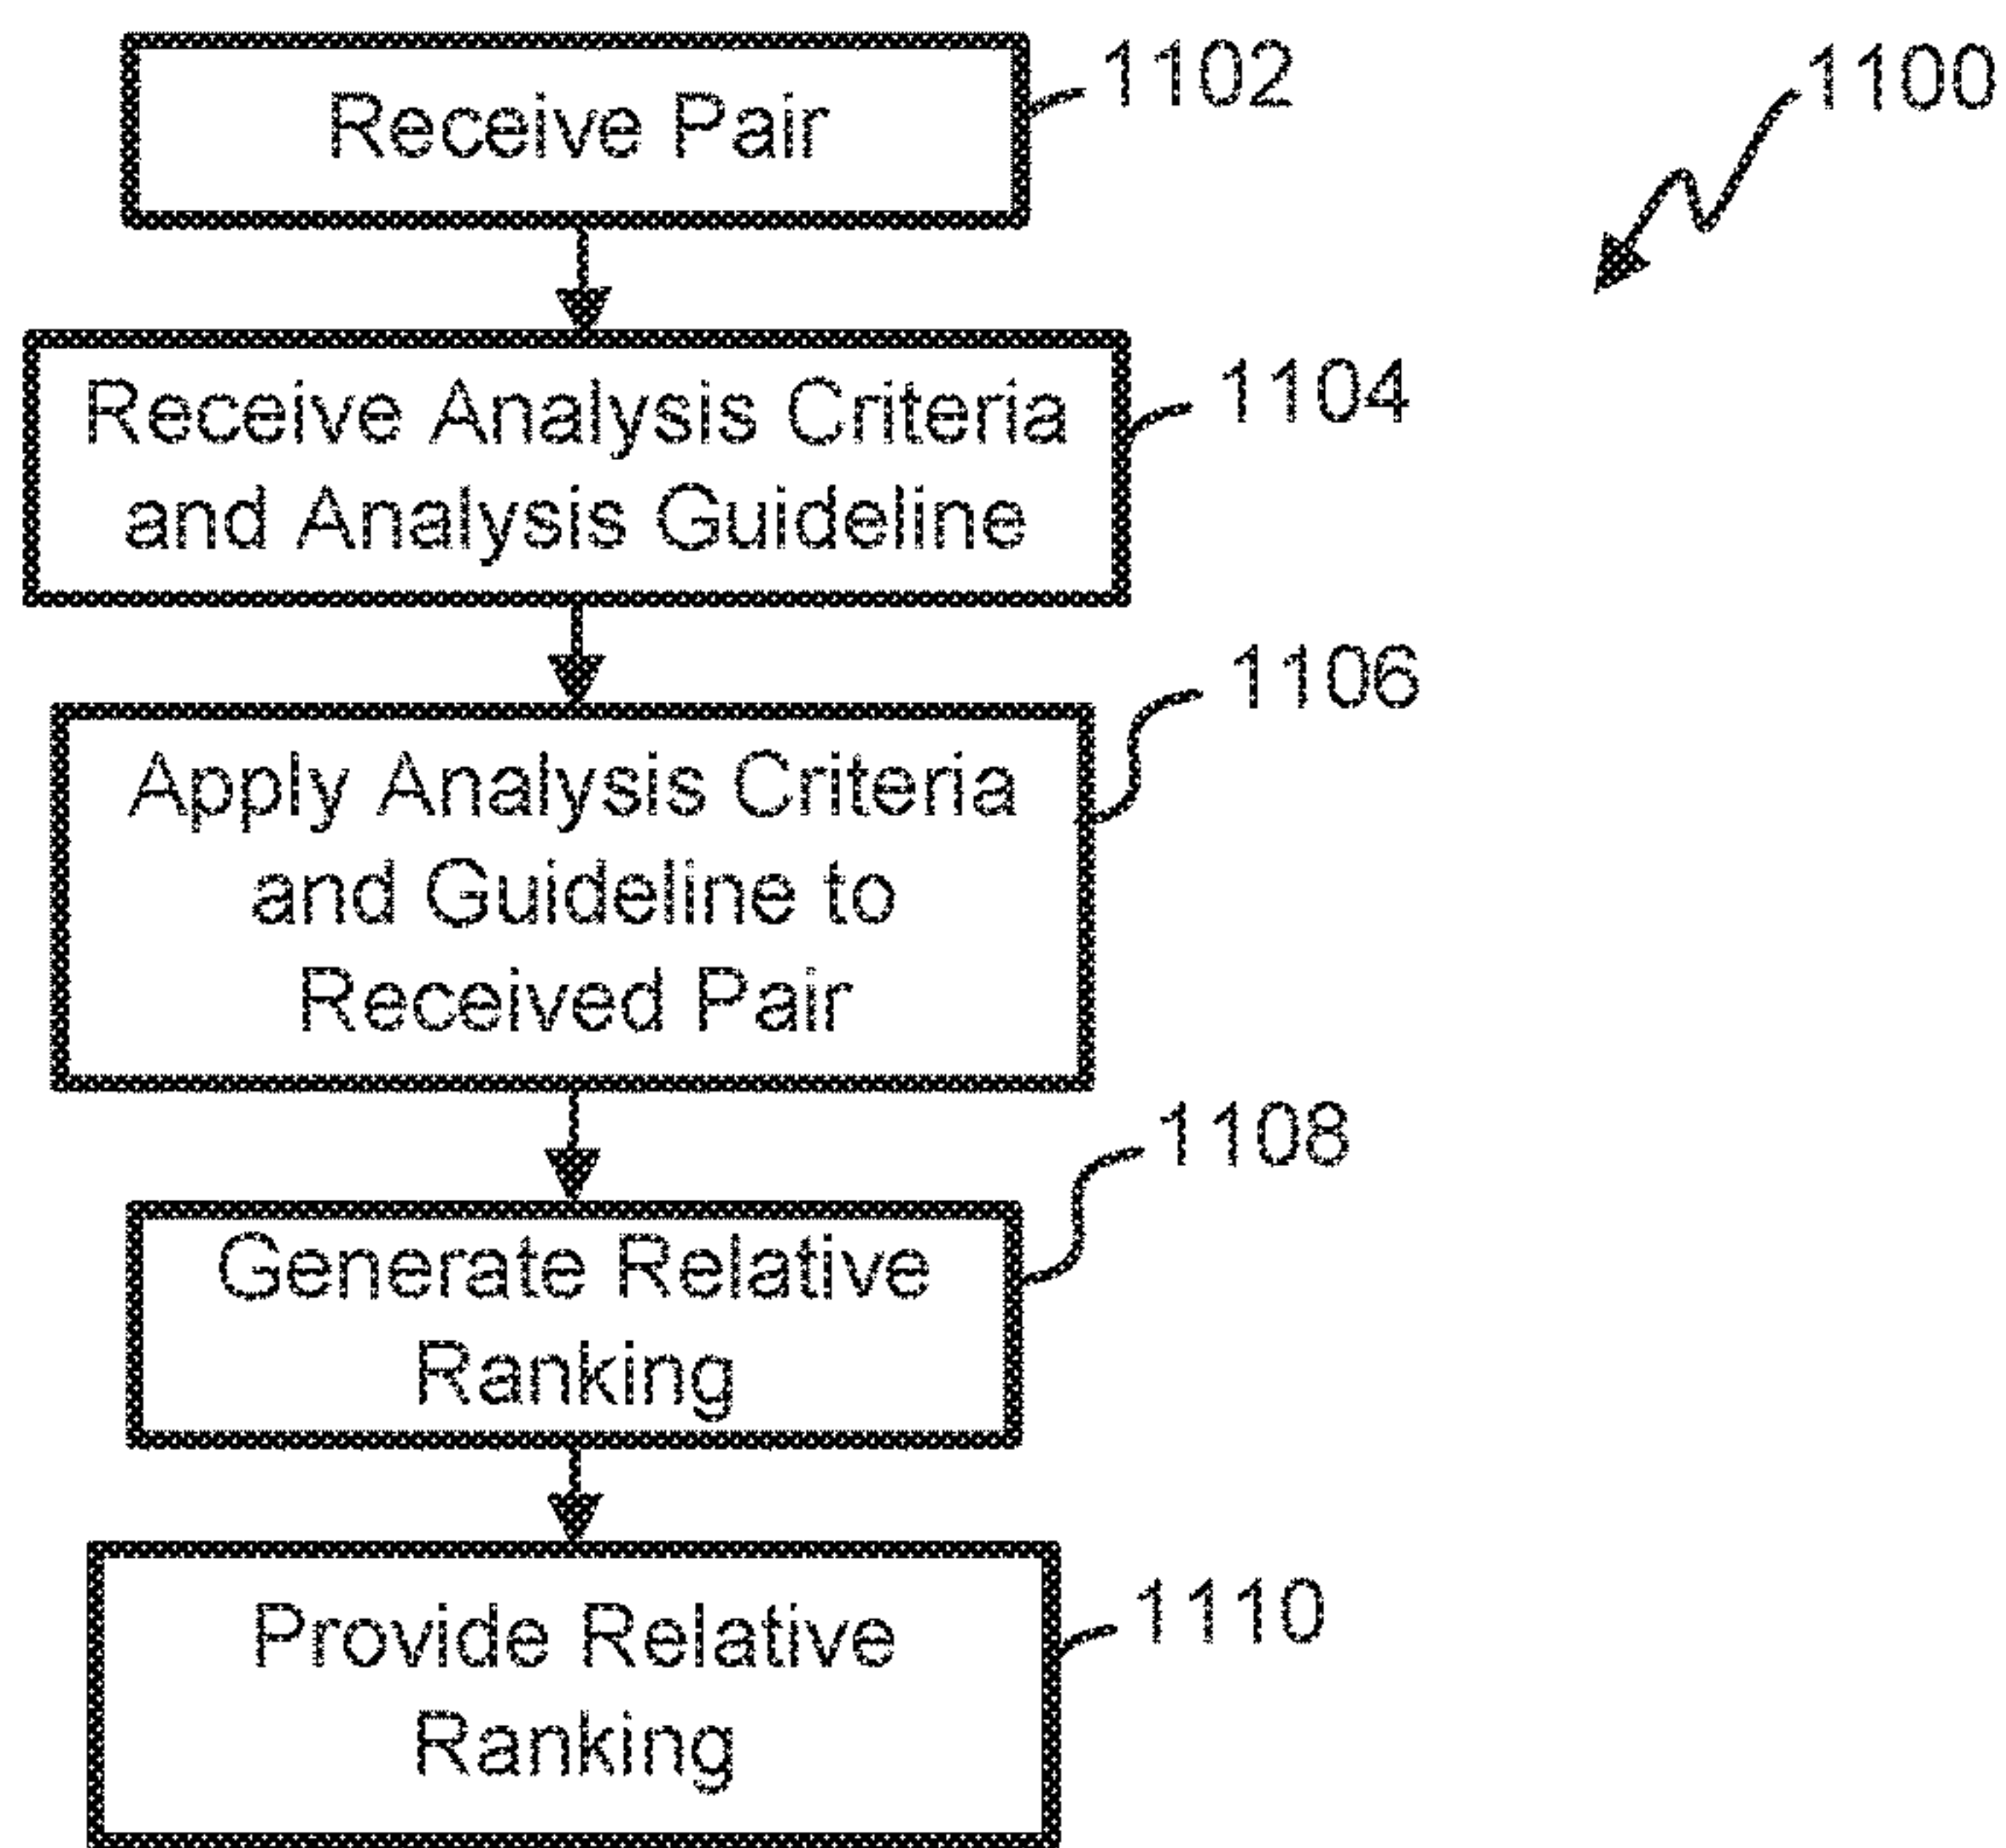 Receive Pair
1102
1100
Receive Analysis Criteria
and Analysis Guideline
1104
Apply Analysis Criteria
and Guideline to
Received Pair
1106
Generate Relative
Ranking
1108
Provide Relative
Ranking
1110